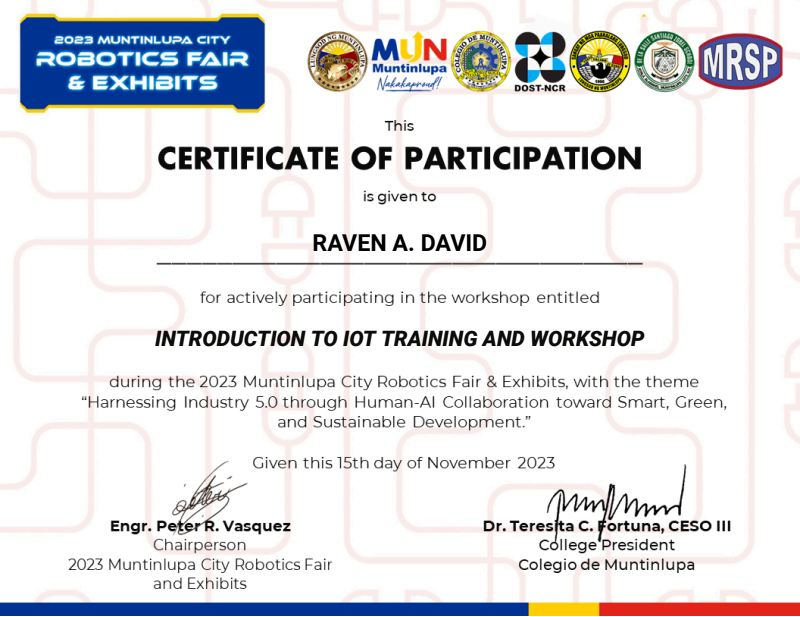 2023 MUNTINLUPA CITY
ROBOTICS FAIR
& EXHIBITS
LUNGSOD NG MUNTINLUPA
MUN
Muntinlupa
Nakakaproud!
COLEGIO DE MUNTINLUPA
DOST-NCR
MRSP
This
CERTIFICATE OF PARTICIPATION
is given to
RAVEN A. DAVID
for actively participating in the workshop entitled
INTRODUCTION TO IOT TRAINING AND WORKSHOP
during the 2023 Muntinlupa City Robotics Fair & Exhibits, with the theme
“Harnessing Industry 5.0 through Human-AI Collaboration toward Smart, Green,
and Sustainable Development.”
Given this 15th day of November 2023
Engr. Peter R. Vasquez
Chairperson
2023 Muntinlupa City Robotics Fair
and Exhibits
Dr. Teresita C. Fortuna, CESO III
College President
Colegio de Muntinlupa